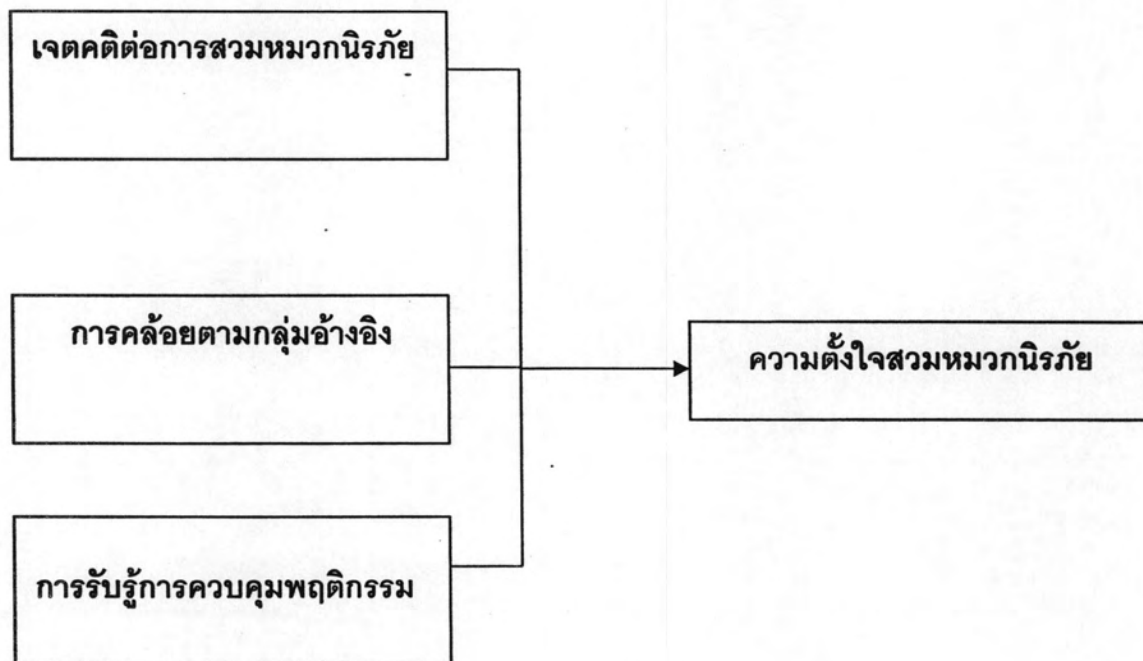 เจตคติต่อการสวมหมวกนิรภัย
การคล้อยตามกลุ่มอ้างอิง
ความตั้งใจสวมหมวกนิรภัย
การรับรู้การควบคุมพฤติกรรม